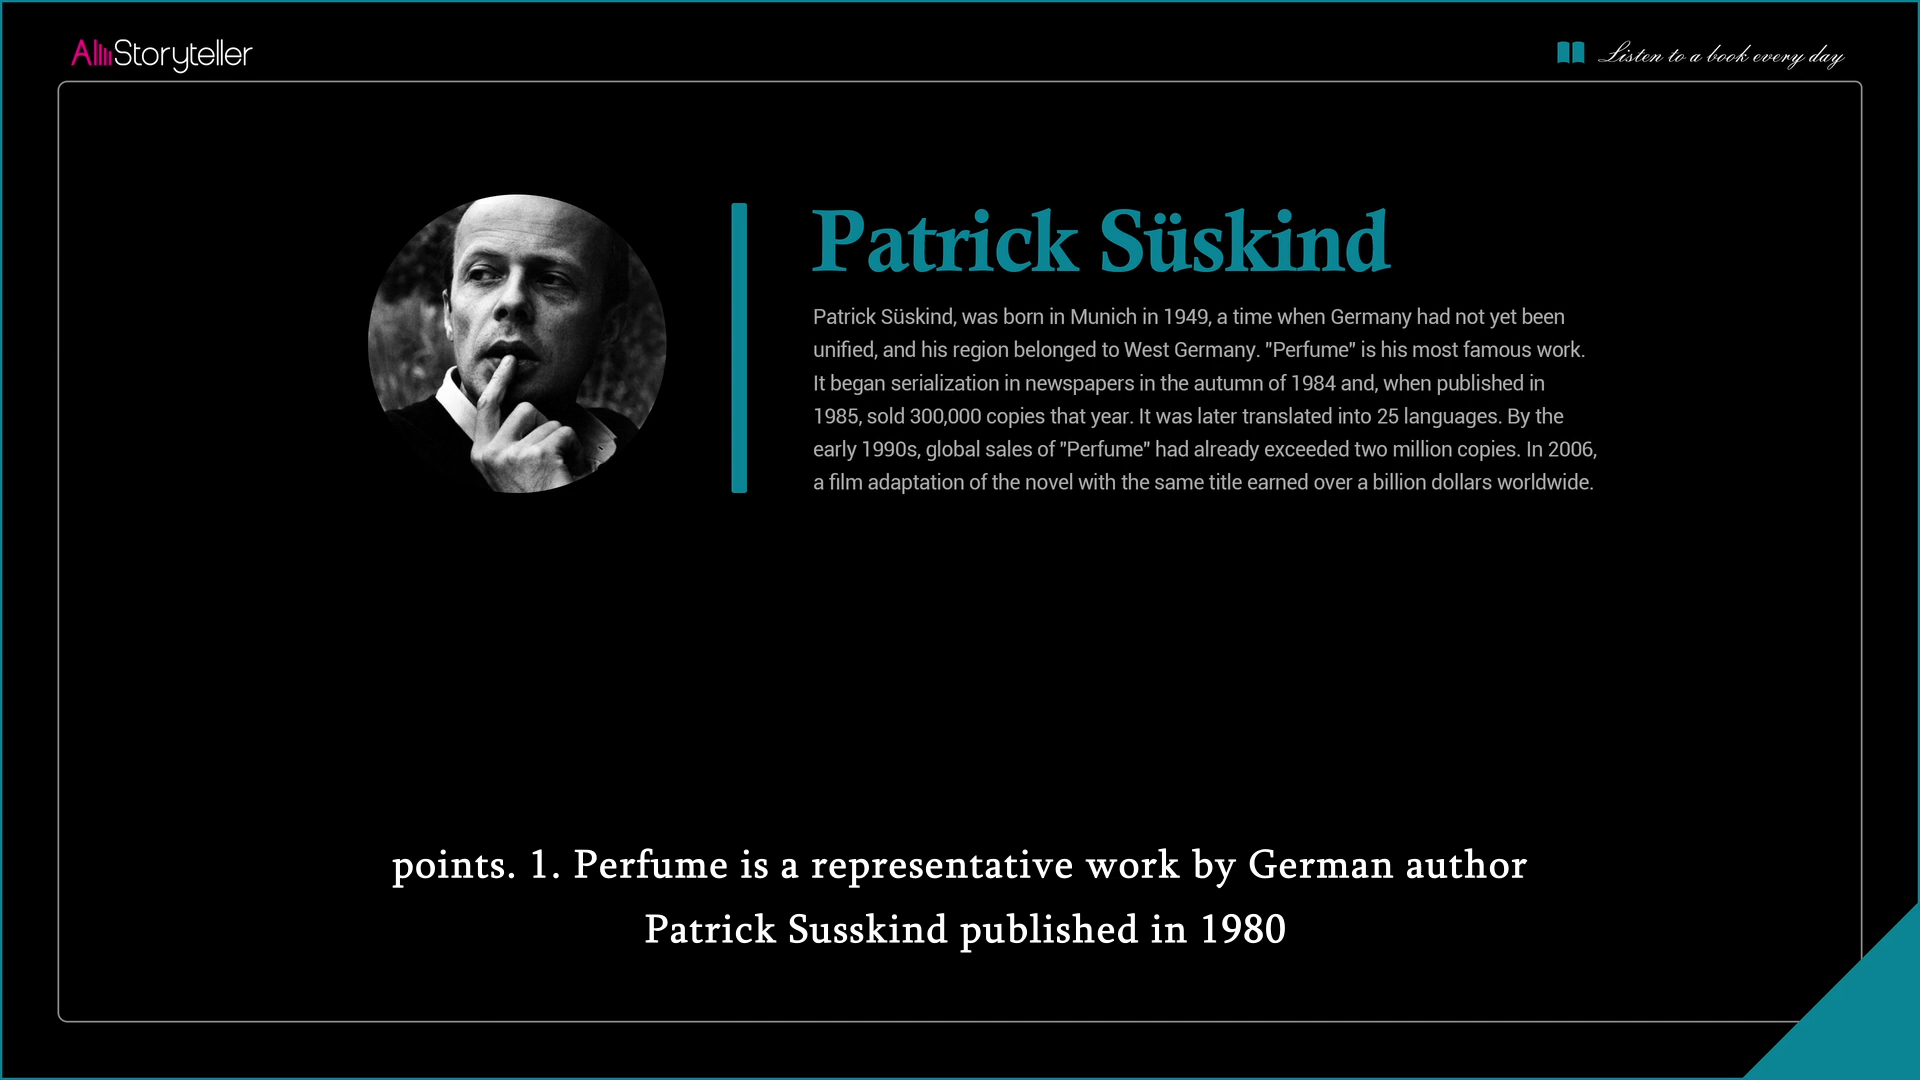 AllStoryteller
Listen to a book every day
Patrick Süskind
Patrick Süskind, was born in Munich in 1949, a time when Germany had not yet been
unified, and his region belonged to West Germany. "Perfume" is his most famous work.
It began serialization in newspapers in the autumn of 1984 and, when published in
1985, sold 300,000 copies that year. It was later translated into 25 languages. By the
early 1990s, global sales of "Perfume" had already exceeded two million copies. In 2006,
a film adaptation of the novel with the same title earned over a billion dollars worldwide.
points. 1. Perfume is a representative work by German author
Patrick Susskind published in 1980